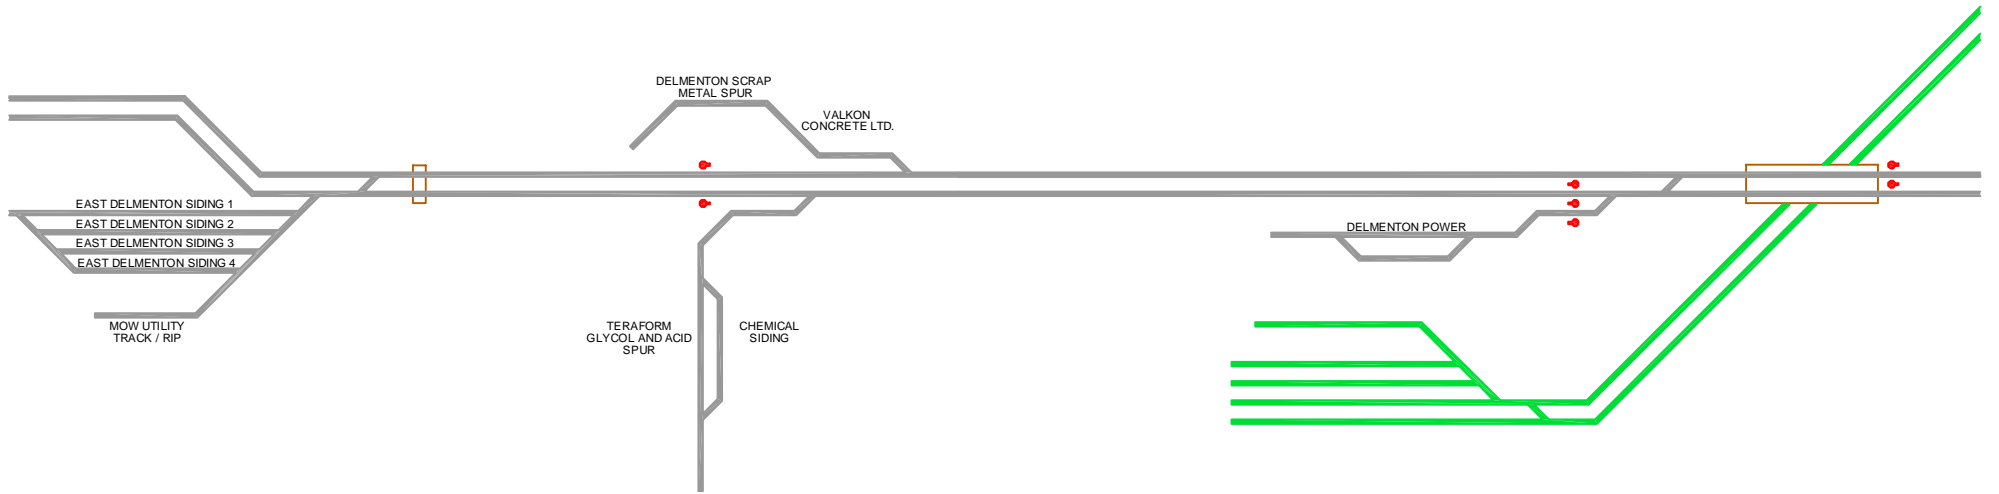 DELMENTON SCRAP
METAL SPUR
VALKON
CONCRETE LTD.
EAST DELMENTON SIDING 1
EAST DELMENTON SIDING 2
EAST DELMENTON SIDING 3
EAST DELMENTON SIDING 4
MOW UTILITY
TRACK / RIP
TERAFORM
GLYCOL AND ACID
SPUR
CHEMICAL
SIDING
DELMENTON POWER